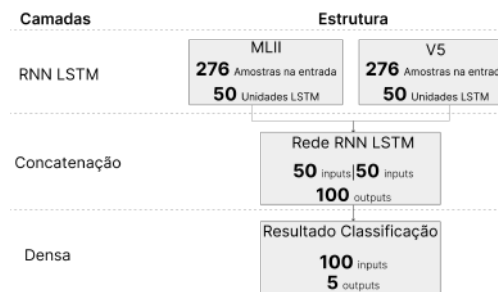 Camadas Estrutura
MLII V5
RNN LSTM 276 Amostras na entrada 276 Amostras na entrad
50 Unidades LSTM 50 Unidades LSTM
Rede RNN LSTM
Concatenação 50 inputs|50 inputs
100 outputs
Resultado Classificação
Densa 100 inputs
5 outputs